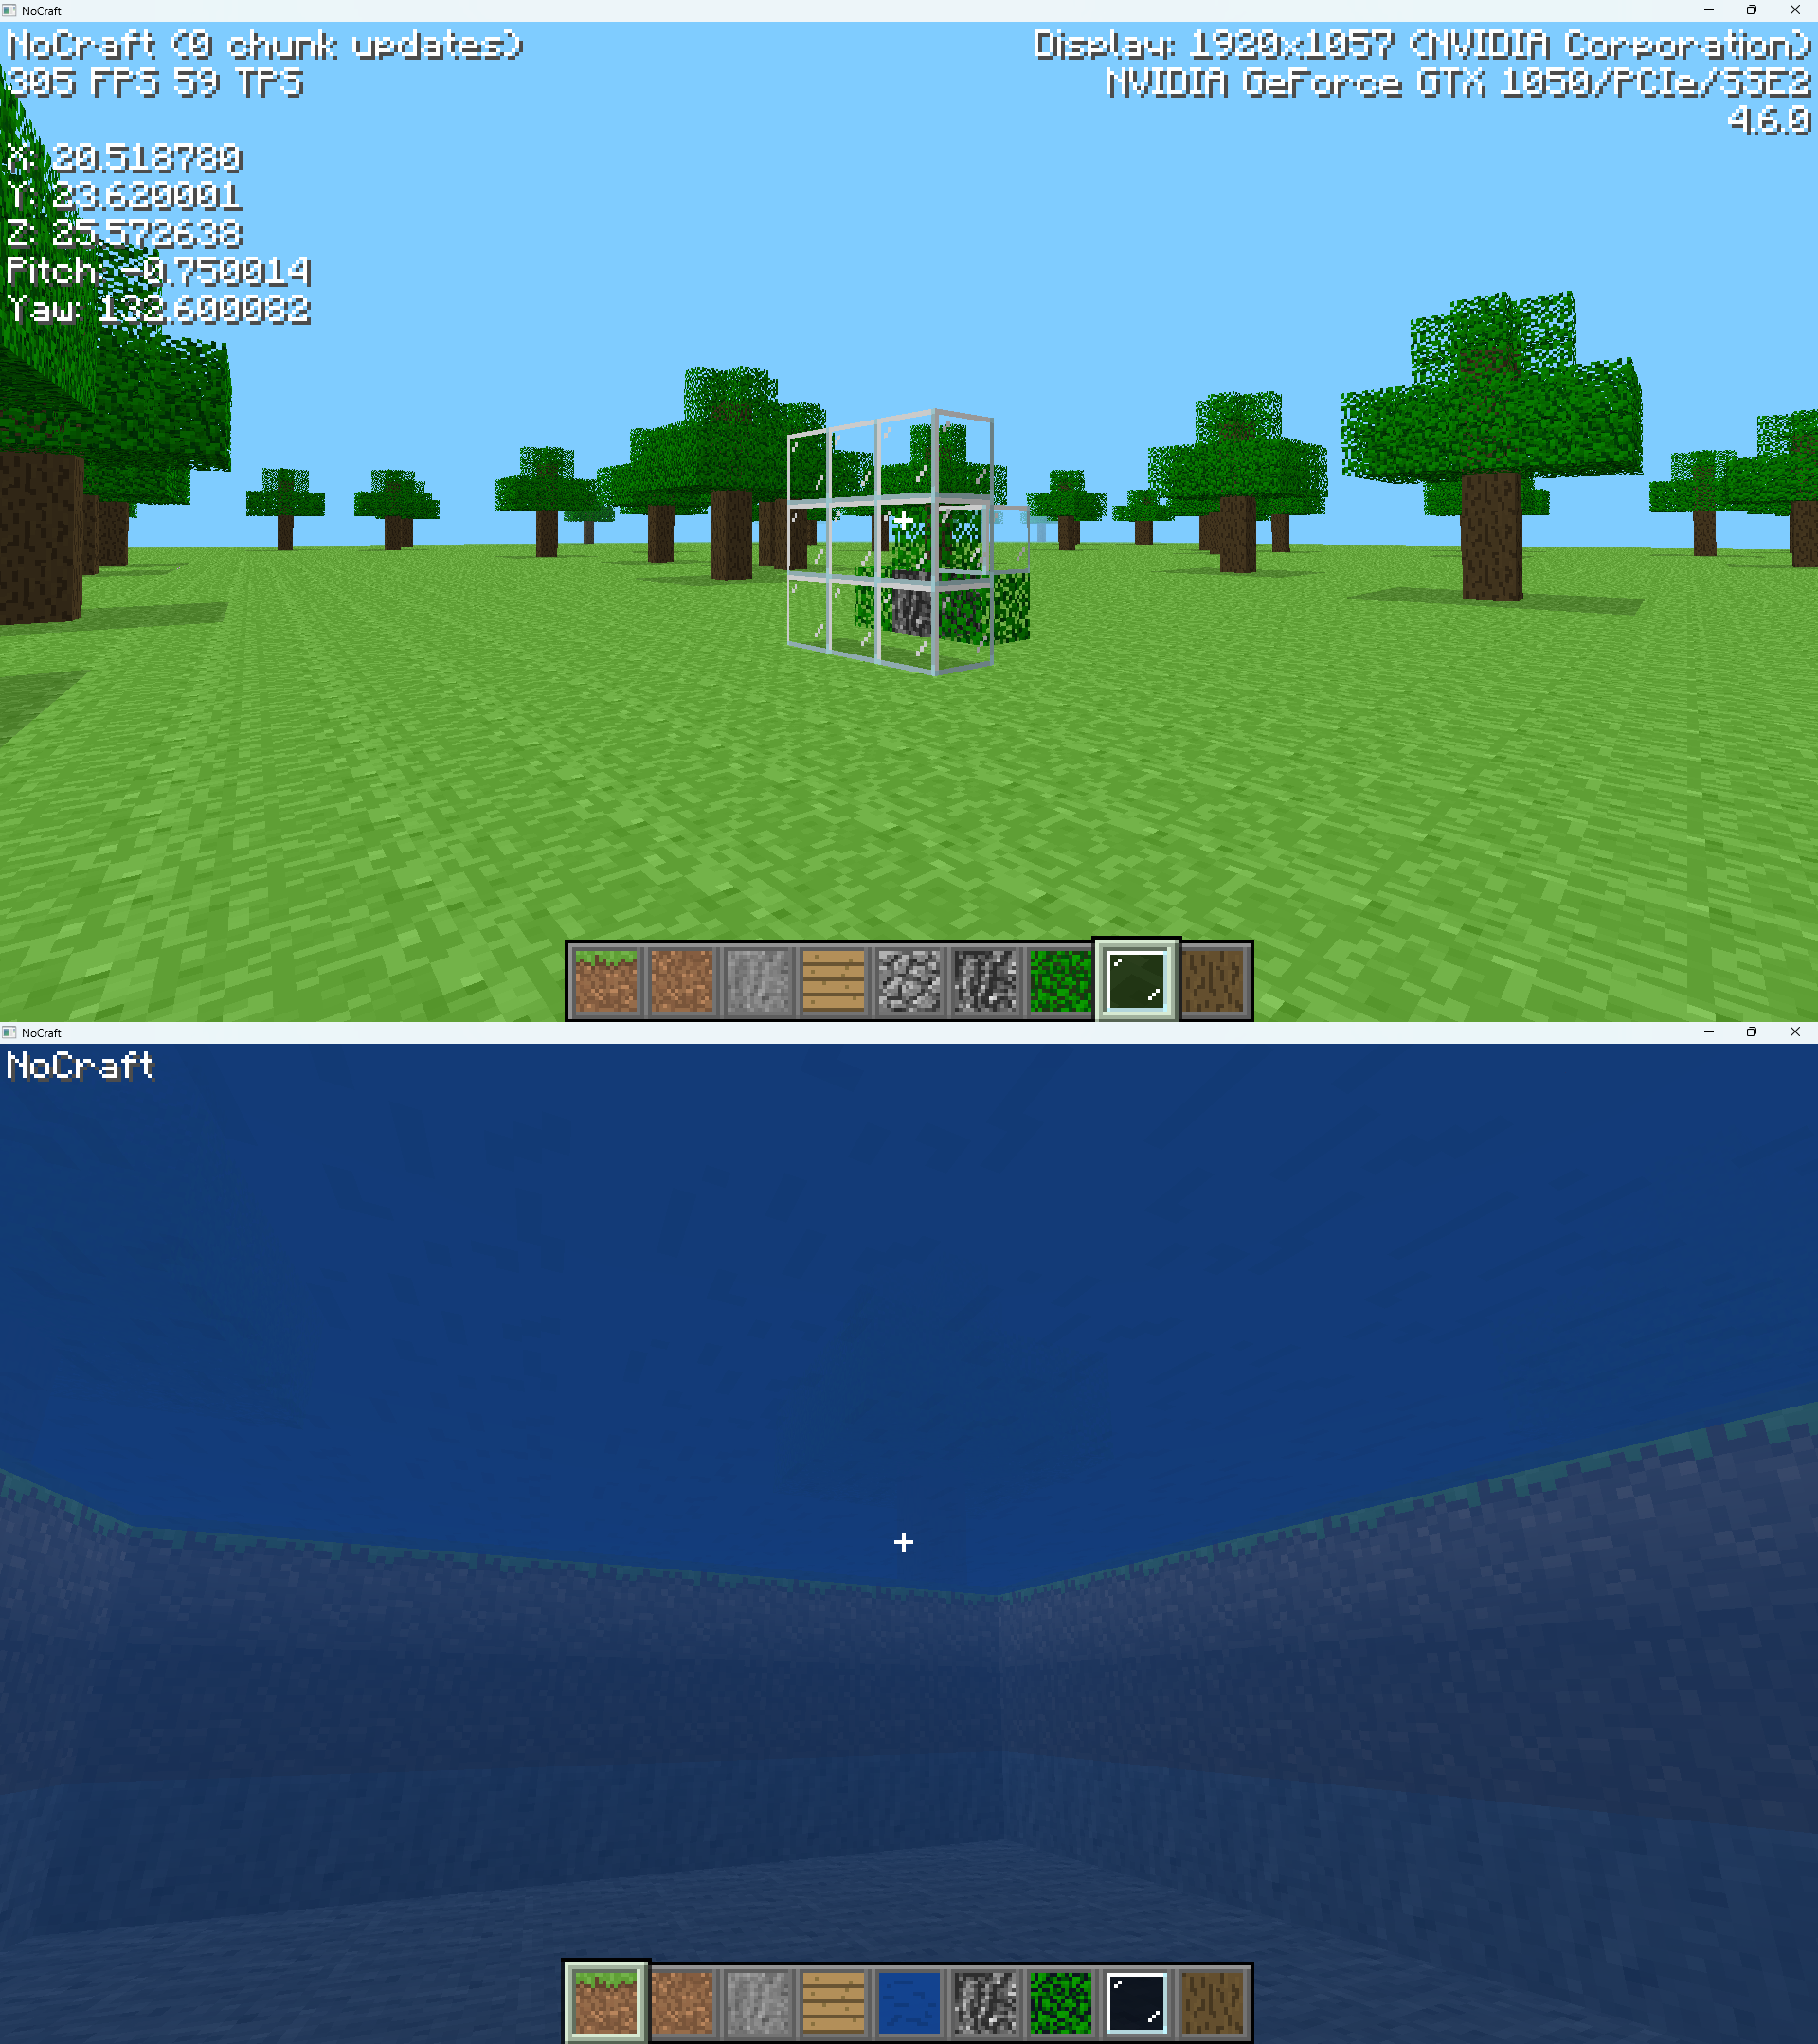 NoCraft
NoCraft (0 chunk updates)
305 FPS 59 TPS
X: 20.518780
Y: 23.620001
Z: 25.572638
Pitch: -0.750014
Yaw: 132.600082
Display: 1920x1057 (NVIDIA Corporation)
NVIDIA GeForce GTX 1050/PCIe/SSE2
4.6.0
NoCraft
NoCraft